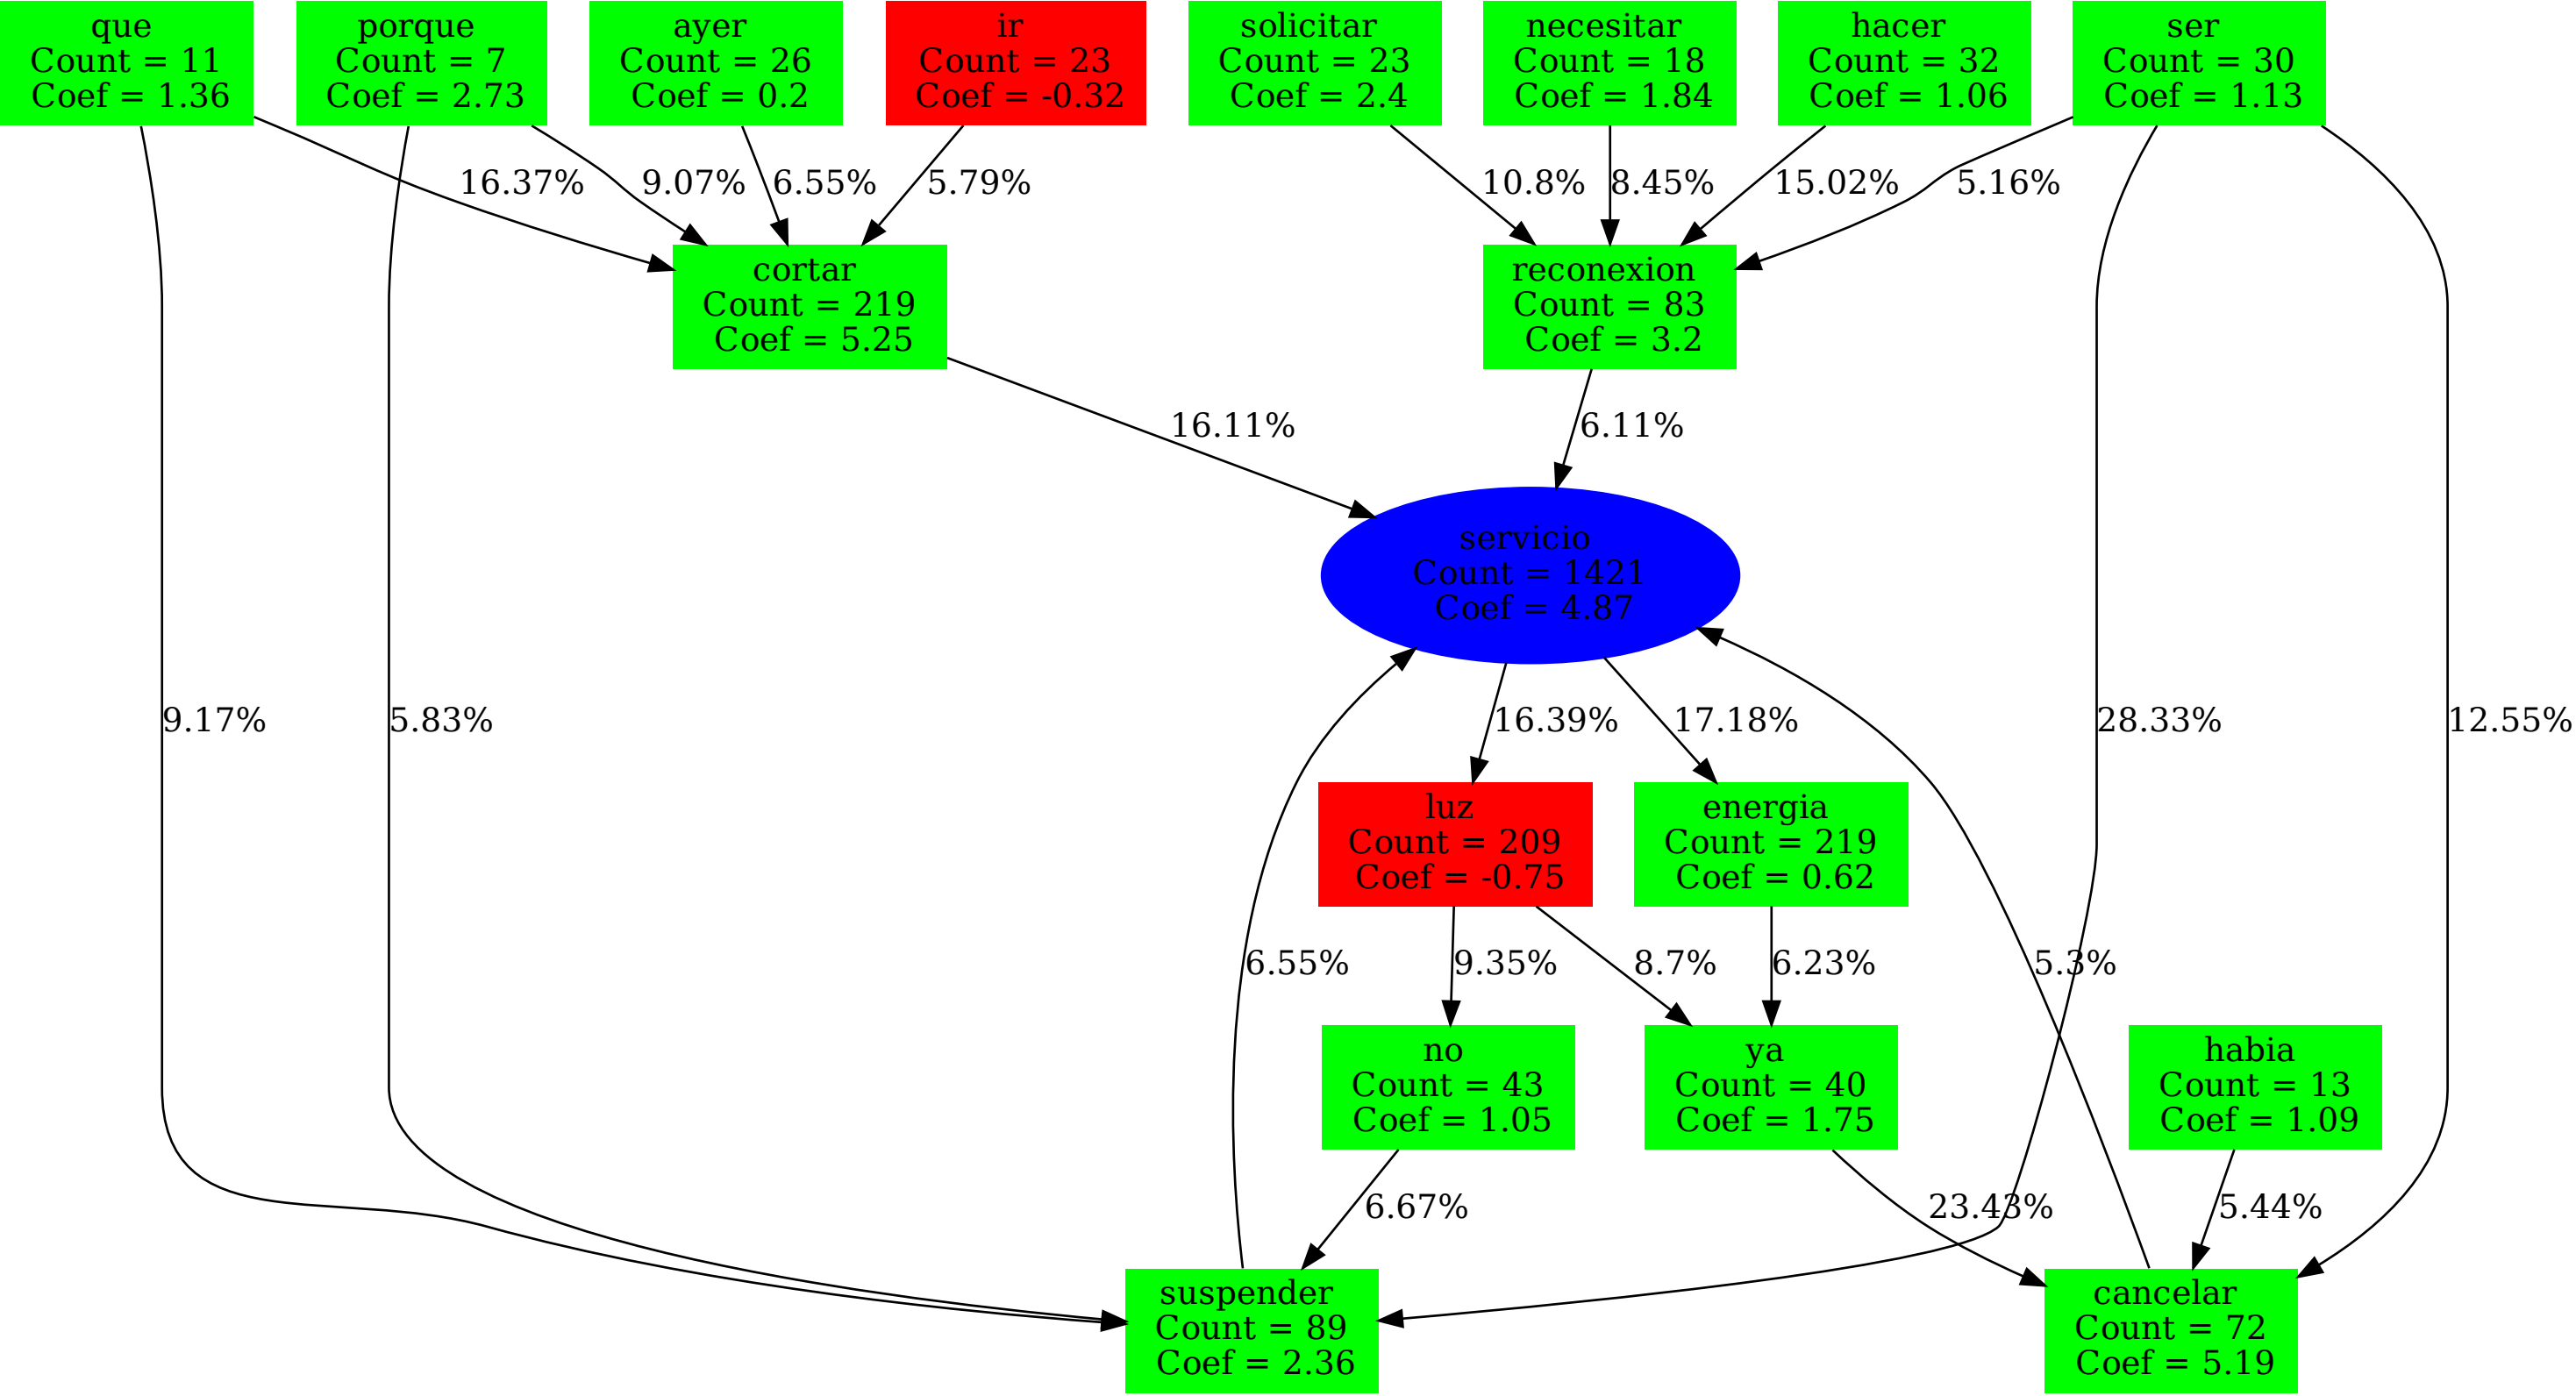 que
Count = 11
Coef = 1.36
porque
Count = 7
Coef = 2.73
ayer
Count = 26
Coef = 0.2
ir
Count = 23
Coef = -0.32
solicitar
Count = 23
Coef = 2.4
necesitar
Count = 18
Coef = 1.84
hacer
Count = 32
Coef = 1.06
ser
Count = 30
Coef = 1.13
16.37%
9.07%
6.55%
5.79%
10.8%
8.45%
15.02%
5.16%
cortar
Count = 219
Coef = 5.25
reconexion
Count = 83
Coef = 3.2
16.11%
6.11%
servicio
Count = 1421
Coef = 4.87
9.17%
5.83%
16.39%
17.18%
28.33%
12.55%
luz
Count = 209
Coef = -0.75
energia
Count = 219
Coef = 0.62
6.55%
9.35%
8.7%
6.23%
5.3%
no
Count = 43
Coef = 1.05
ya
Count = 40
Coef = 1.75
habia
Count = 13
Coef = 1.09
6.67%
23.43%
5.44%
suspender
Count = 89
Coef = 2.36
cancelar
Count = 72
Coef = 5.19